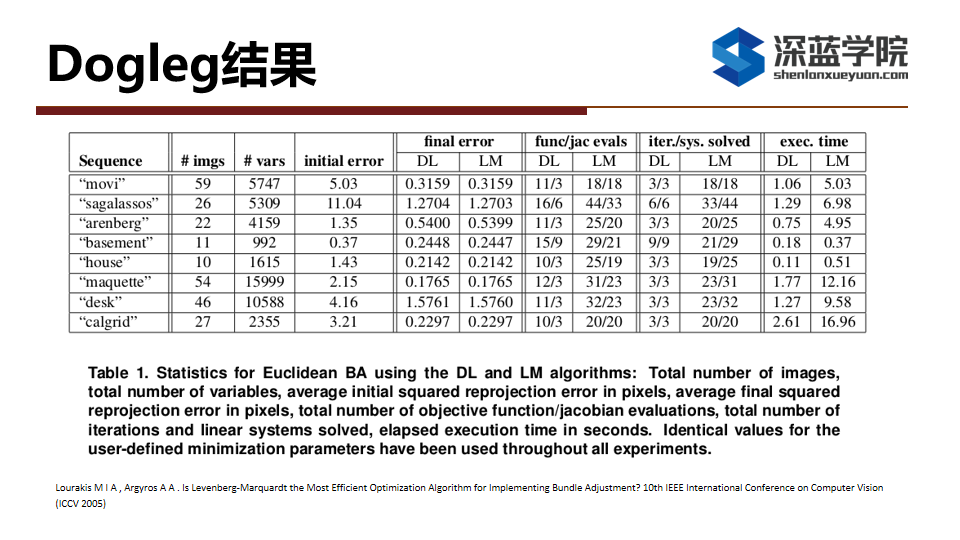 Dogleg结果
深蓝学院
shenlanxueyuan.com
final error func/jac evals iter./sys. solved exec. time
Sequence # imgs # vars initial error DL LM DL LM DL LM DL LM
“movi” 59 5747 5.03 0.3159 0.3159 11/3 18/18 3/3 18/18 1.06 5.03
“sagalassos” 26 5309 11.04 1.2704 1.2703 16/6 44/33 6/6 33/44 1.29 6.98
“arenberg” 22 4159 1.35 0.5400 0.5399 11/3 25/20 3/3 20/25 0.75 4.95
“basement” 11 992 0.37 0.2448 0.2447 15/9 29/21 9/9 21/29 0.18 0.37
“house” 10 1615 1.43 0.2142 0.2142 10/3 25/19 3/3 19/25 0.11 0.51
“maquette” 54 15999 2.15 0.1765 0.1765 12/3 31/23 3/3 23/31 1.77 12.16
“desk” 46 10588 4.16 1.5761 1.5760 11/3 32/23 3/3 23/32 1.27 9.58
“calgrid” 27 2355 3.21 0.2297 0.2297 10/3 20/20 3/3 20/20 2.61 16.96
Table 1. Statistics for Euclidean BA using the DL and LM algorithms: Total number of images,
total number of variables, average initial squared reprojection error in pixels, average final squared
reprojection error in pixels, total number of objective function/jacobian evaluations, total number of
iterations and linear systems solved, elapsed execution time in seconds. Identical values for the
user-defined minimization parameters have been used throughout all experiments.
Lourakis M I A , Argyros A A . Is Levenberg-Marquardt the Most Efficient Optimization Algorithm for Implementing Bundle Adjustment? 10th IEEE International Conference on Computer Vision
(ICCV 2005)